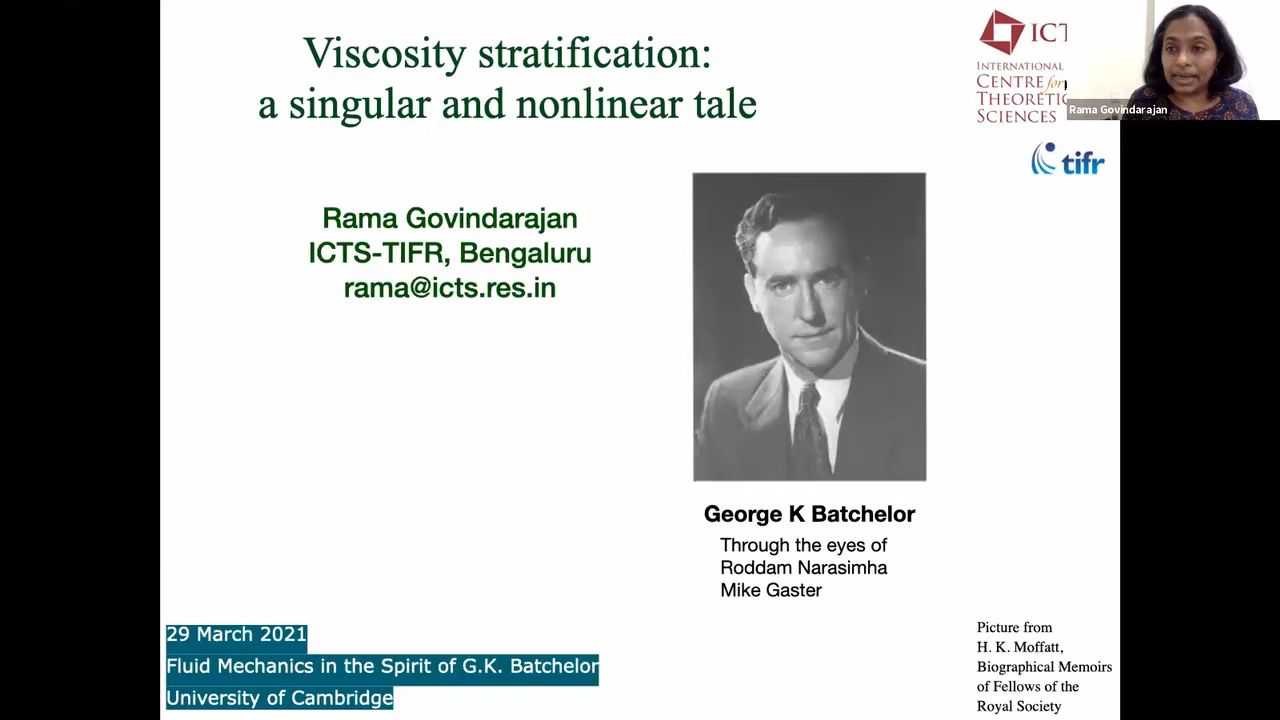 Viscosity stratification:
a singular and nonlinear tale
Rama Govindarajan
ICTS-TIFR, Bengaluru
rama@icts.res.in
ICT
INTERNATIONAL
CENTRE for
THEORETIC
SCIENCES
Rama Govindarajan
tifr
George K Batchelor
Through the eyes of
Roddam Narasimha
Mike Gaster
29 March 2021
Fluid Mechanics in the Spirit of G.K. Batchelor
University of Cambridge
Picture from
H. K. Moffatt,
Biographical Memoirs
of Fellows of the
Royal Society